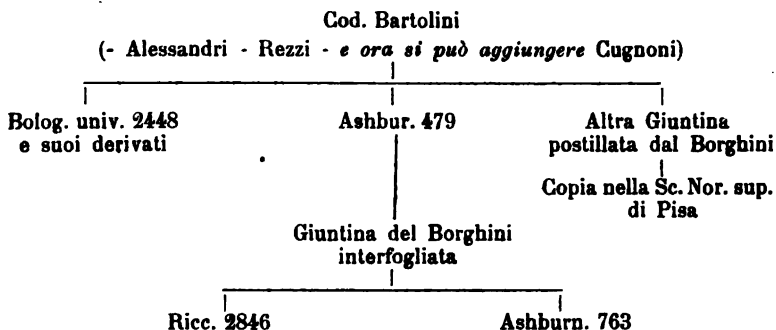 Cod. Bartolini
(- Alessandri - Rezzi - e ora si può aggiungere Cugnoni)
Bolog. univ. 2448
e suoi derivati
Ashbur. 479
Altra Giuntina
postillata dal Borghini
Copia nella Sc. Nor. sup.
di Pisa
Giuntina del Borghini
interfogliata
Ricc. 2846
Ashburn. 763